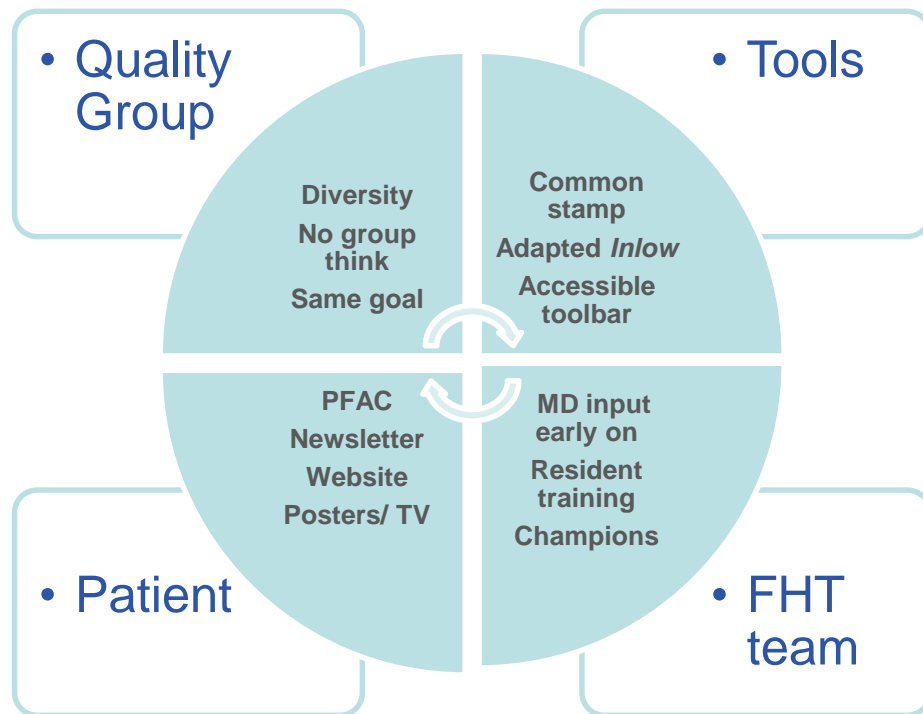 • Quality
Group
• Tools
Diversity
No group
think
Same goal
Common
stamp
Adapted Inlow
Accessible
toolbar
PFAC
Newsletter
Website
Posters/ TV
MD input
early on
Resident
training
Champions
• Patient
• FHT
team